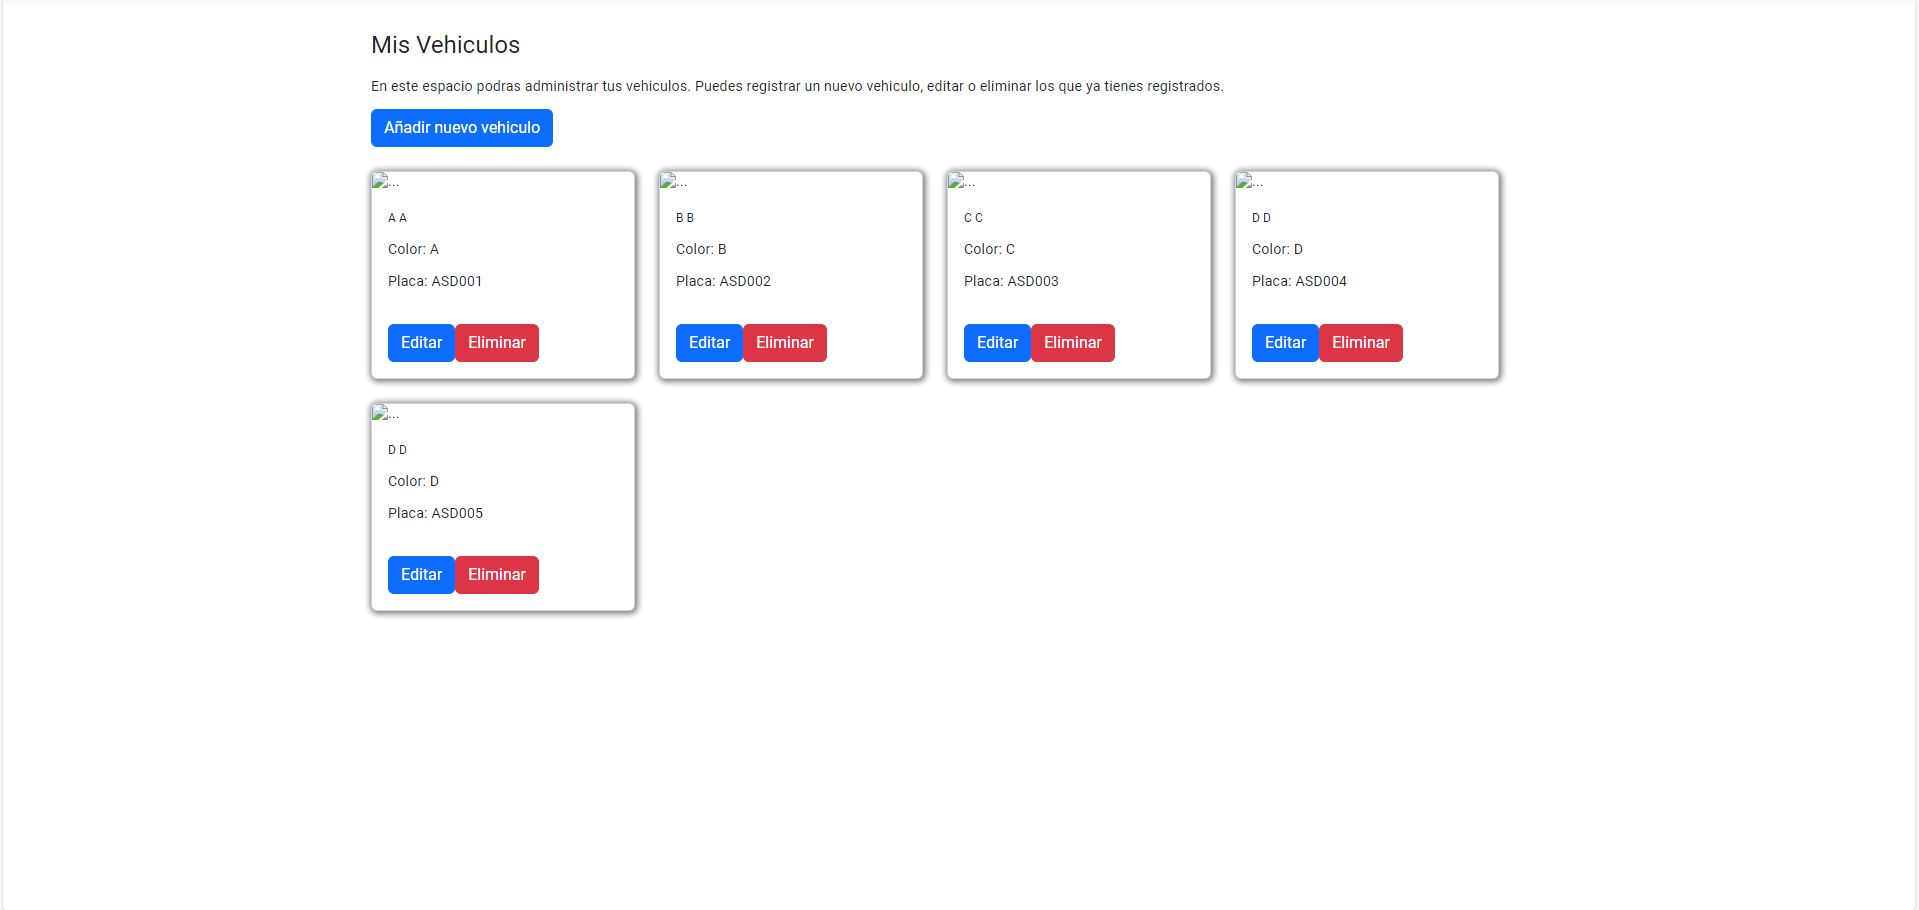 Mis Vehiculos
En este espacio podras administrar tus vehiculos. Puedes registrar un nuevo vehiculo, editar o eliminar los que ya tienes registrados.
Añadir nuevo vehiculo
...
A A
Color: A
Placa: ASD001
Editar Eliminar
...
B B
Color: B
Placa: ASD002
Editar Eliminar
...
C C
Color: C
Placa: ASD003
Editar Eliminar
...
D D
Color: D
Placa: ASD004
Editar Eliminar
...
D D
Color: D
Placa: ASD005
Editar Eliminar